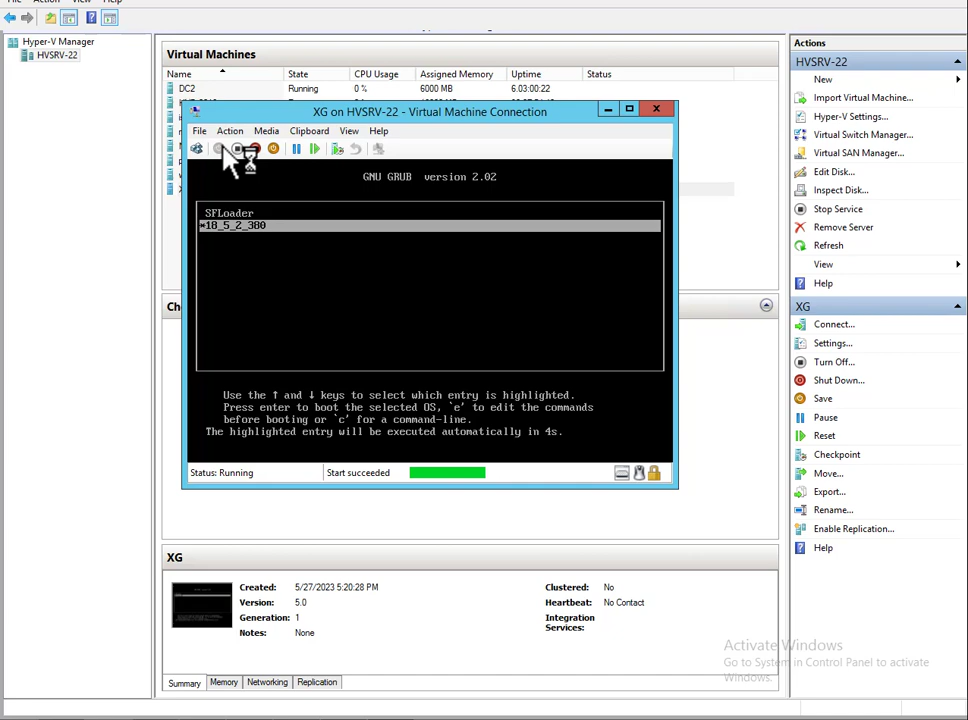 File Action View Help
Hyper-V Manager
HVSRV-22
Virtual Machines
Name State CPU Usage Assigned Memory Uptime Status
DC2 Running 0 % 6000 MB 6.03:00:22
XG on HVSRV-22 - Virtual Machine Connection
File Action Media Clipboard View Help
GNU GRUB version 2.02
SFLoader
*18_5_2_380
Use the ↑ and ↓ keys to select which entry is highlighted.
Press enter to boot the selected OS, `e' to edit the commands
before booting or `c' for a command-line.
The highlighted entry will be executed automatically in 4s.
Status: Running Start succeeded
XG
Created: 5/27/2023 5:20:28 PM Clustered: No
Version: 5.0 Heartbeat: No Contact
Generation: 1 Integration
Services:
Notes: None
Summary Memory Networking Replication
Actions
HVSRV-22
New
Import Virtual Machine...
Hyper-V Settings...
Virtual Switch Manager...
Virtual SAN Manager...
Edit Disk...
Inspect Disk...
Stop Service
Remove Server
Refresh
View
Help
XG
Connect...
Settings...
Turn Off...
Shut Down...
Save
Pause
Reset
Checkpoint
Move...
Export...
Rename...
Enable Replication...
Help
Activate Windows
Go to System in Control Panel to activate
Windows.